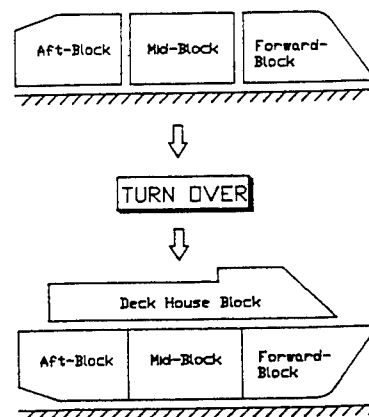 Aft-Block Mid-Block Forward-
Block
TURN OVER
Deck House Block
Aft-Block Mid-Block Forward-
Block